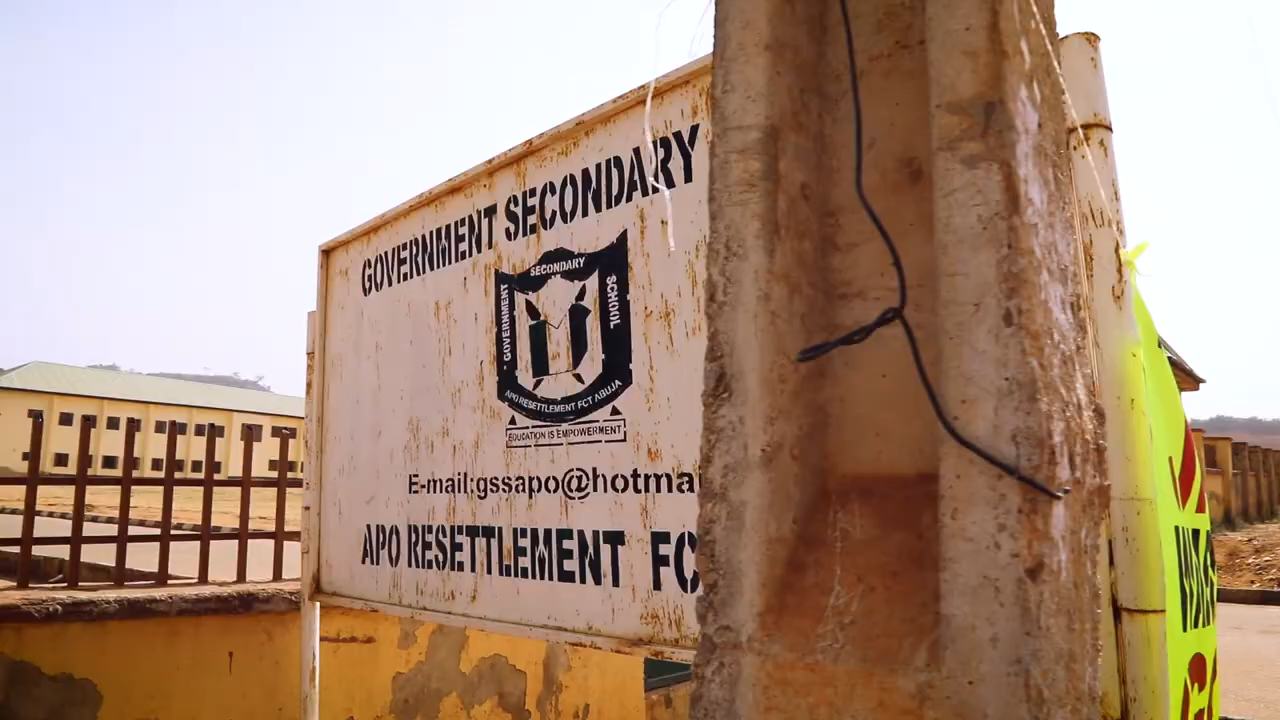 GOVERNMENT SECONDARY
SECONDARY
GOVERNMENT
SCHOOL
APO RESETTLEMENT FCT ABUJA
EDUCATION IS EMPOWERMENT
E-mail:gssapo@hotma
APO RESETTLEMENT FC